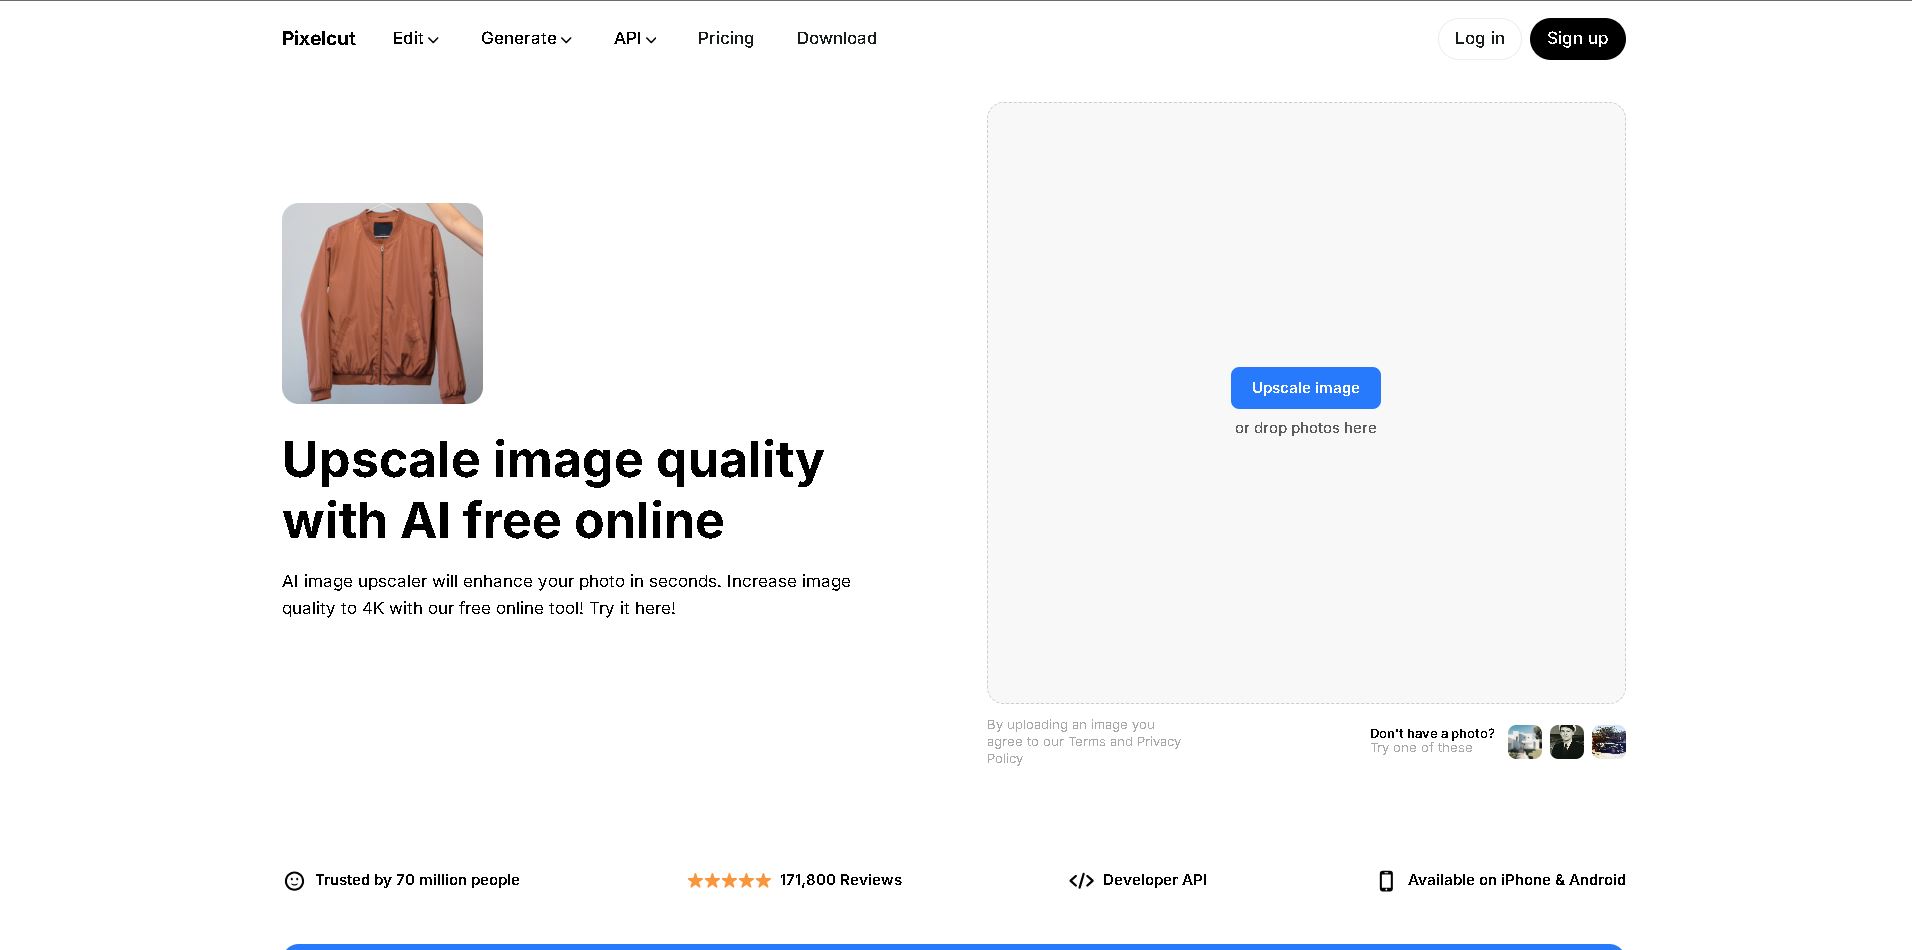 Pixelcut
Edit
Generate
API
Pricing
Download
Log in
Sign up
Upscale image quality
with AI free online
AI image upscaler will enhance your photo in seconds. Increase image
quality to 4K with our free online tool! Try it here!
Upscale image
or drop photos here
By uploading an image you
agree to our Terms and Privacy
Policy
Don't have a photo?
Try one of these
Trusted by 70 million people
171,800 Reviews
Developer API
Available on iPhone & Android